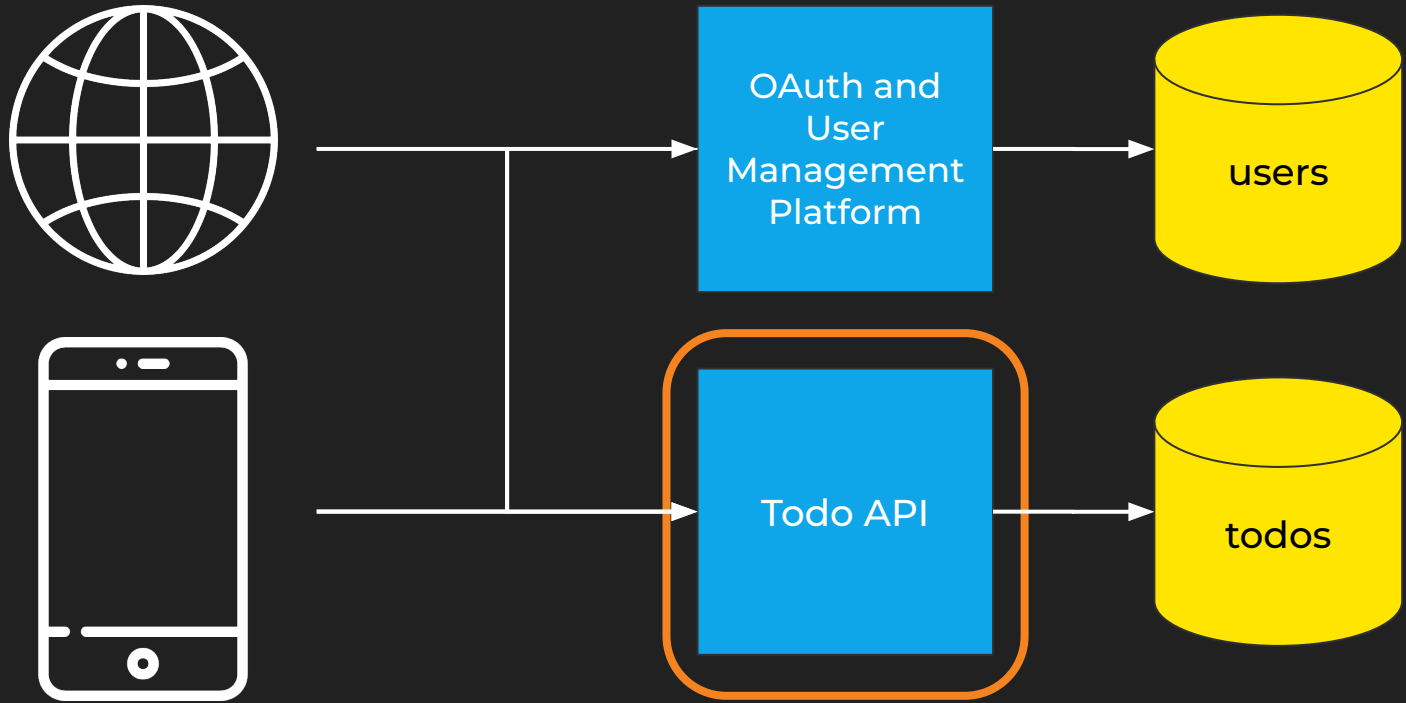 OAuth and
User
Management
Platform
users
Todo API
todos